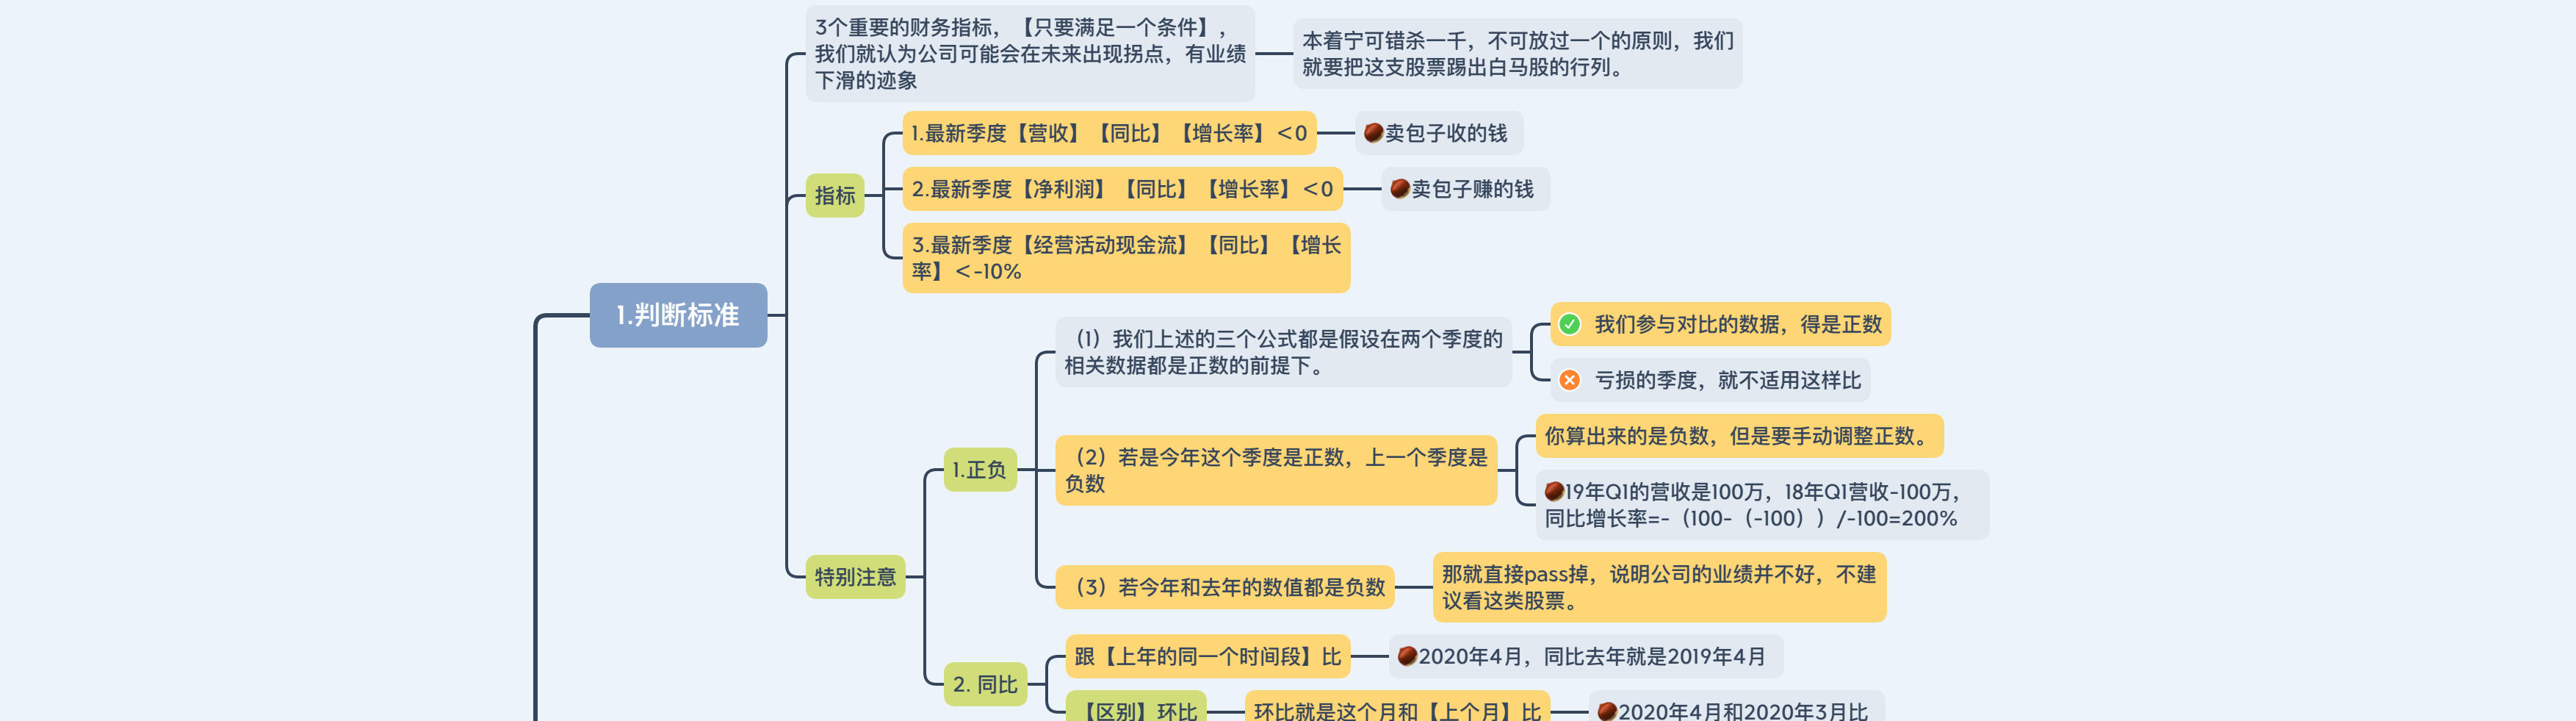 3个重要的财务指标，【只要满足一个条件】，
我们就认为公司可能会在未来出现拐点，有业绩
下滑的迹象
本着宁可错杀一千，不可放过一个的原则，我们
就要把这支股票踢出白马股的行列。
指标
1.最新季度【营收】【同比】【增长率】＜0
卖包子收的钱
2.最新季度【净利润】【同比】【增长率】＜0
卖包子赚的钱
3.最新季度【经营活动现金流】【同比】【增长
率】＜-10%
1.判断标准
特别注意
1.正负
（1）我们上述的三个公式都是假设在两个季度的
相关数据都是正数的前提下。
我们参与对比的数据，得是正数
亏损的季度，就不适用这样比
（2）若是今年这个季度是正数，上一个季度是
负数
你算出来的是负数，但是要手动调整正数。
19年Q1的营收是100万，18年Q1营收-100万，
同比增长率=-（100-（-100））/-100=200%
（3）若今年和去年的数值都是负数
那就直接pass掉，说明公司的业绩并不好，不建
议看这类股票。
2. 同比
跟【上年的同一个时间段】比
2020年4月，同比去年就是2019年4月
【区别】环比
环比就是这个月和【上个月】比
2020年4月和2020年3月比